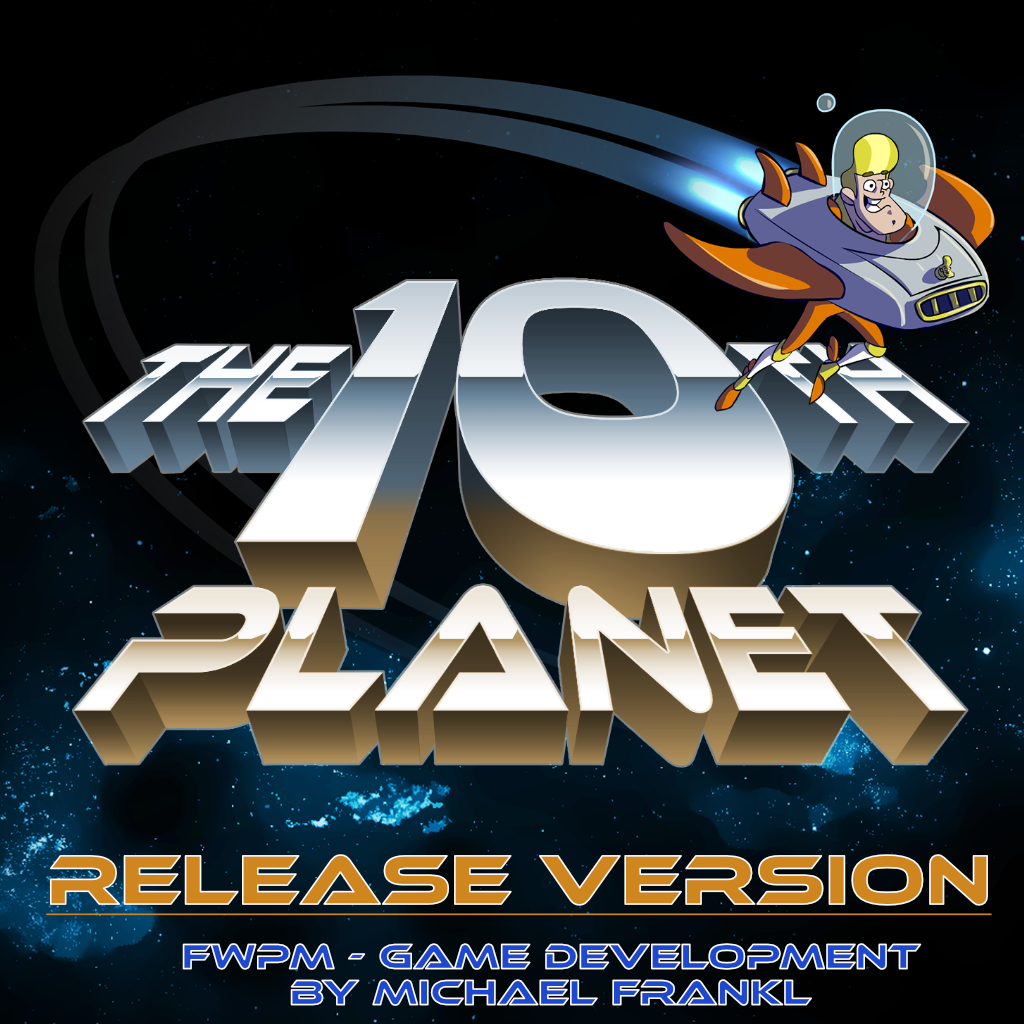 THE 10TH
PLANET
RELEASE VERSION
FWPM - GAME DEVELOPMENT
BY MICHAEL FRANKL